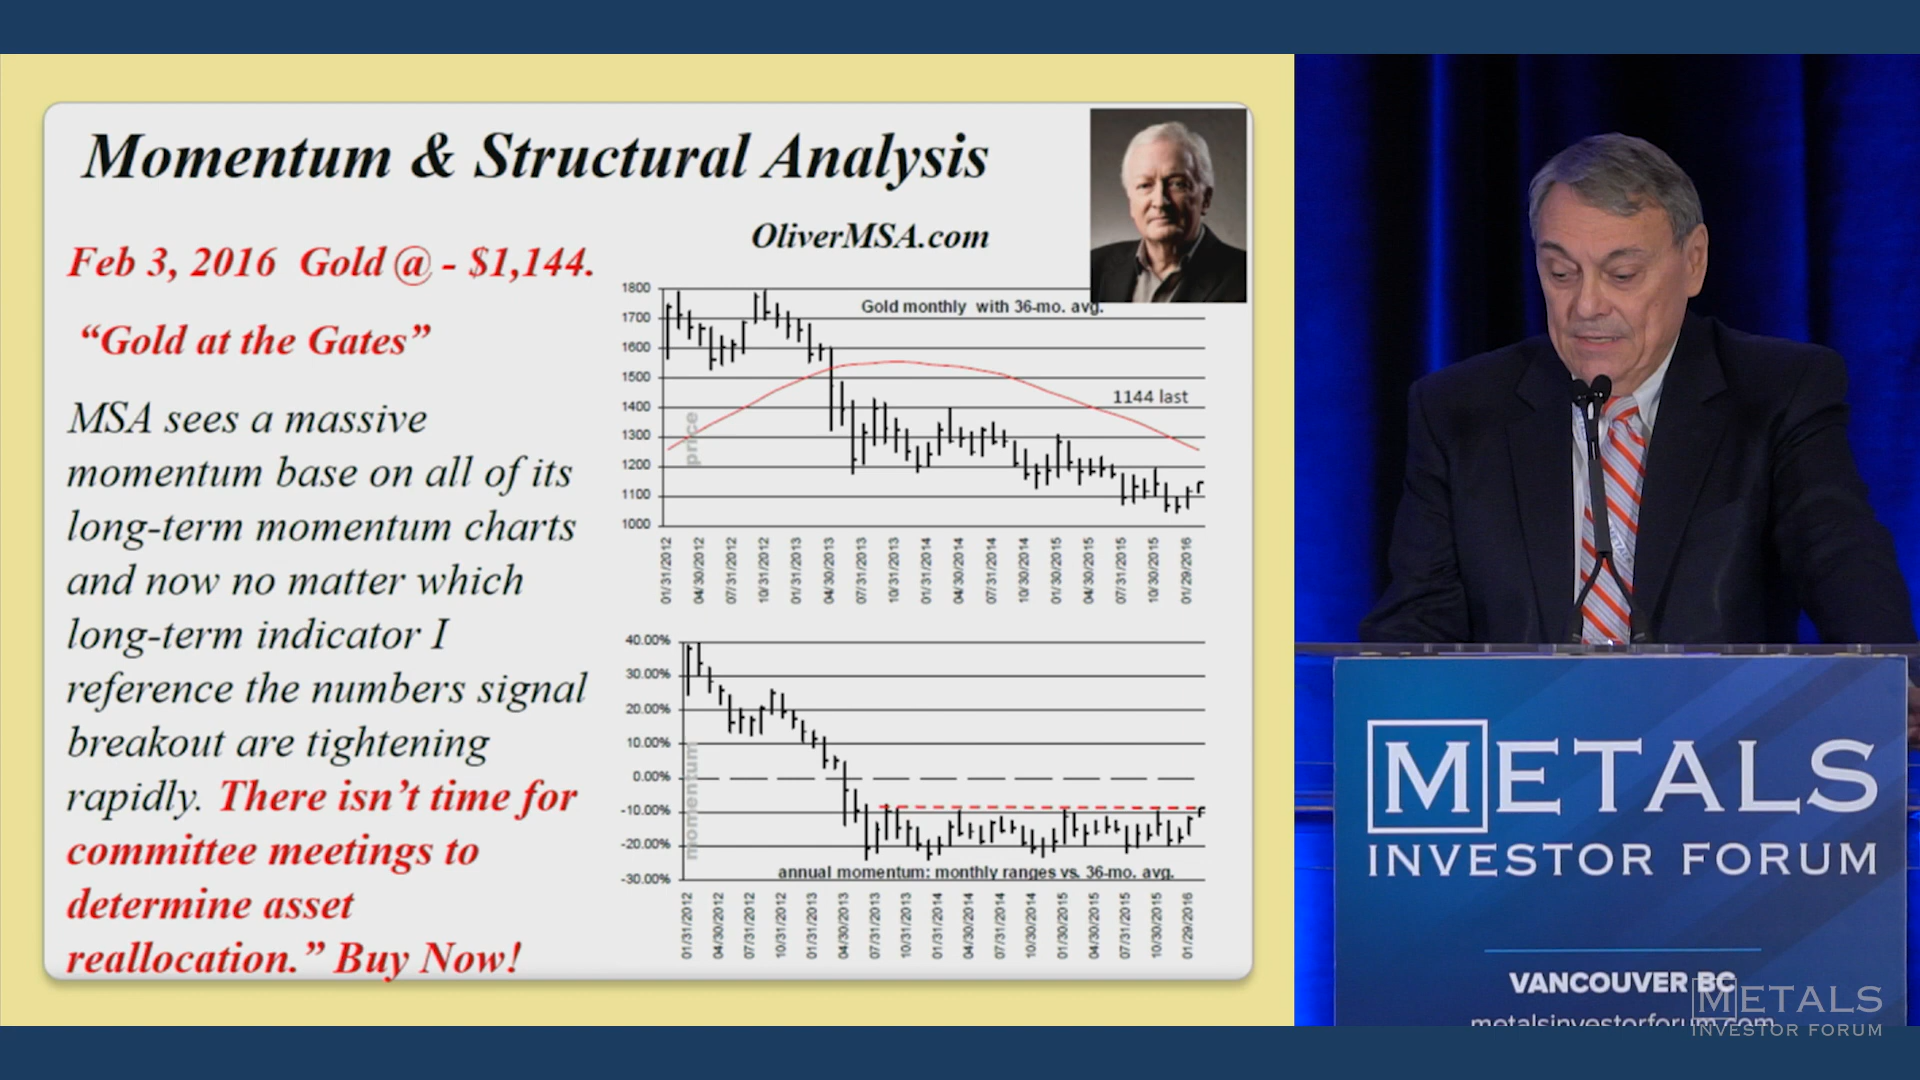 Momentum & Structural Analysis
OliverMSA.com
Feb 3, 2016 Gold @ - $1,144.
“Gold at the Gates”
MSA sees a massive
momentum base on all of its
long-term momentum charts
and now no matter which
long-term indicator I
reference the numbers signal
breakout are tightening
rapidly. There isn’t time for
committee meetings to
determine asset
reallocation.” Buy Now!
Gold monthly with 36-mo. avg.
1144 last
price
1800
1700
1600
1500
1400
1300
1200
1100
1000
01/31/2012
04/30/2012
07/31/2012
10/31/2012
01/31/2013
04/30/2013
07/31/2013
10/31/2013
01/31/2014
04/30/2014
07/31/2014
10/30/2014
01/30/2015
04/30/2015
07/31/2015
10/30/2015
01/29/2016
40.00%
30.00%
20.00%
10.00%
0.00%
-10.00%
-20.00%
-30.00%
momentum
annual momentum: monthly ranges vs. 36-mo. avg.
01/31/2012
04/30/2012
07/31/2012
10/31/2012
01/31/2013
04/30/2013
07/31/2013
10/31/2013
01/31/2014
04/30/2014
07/31/2014
10/30/2014
01/30/2015
04/30/2015
07/31/2015
10/30/2015
01/29/2016
METALS
INVESTOR FORUM
VANCOUVER BC
metalsinvestorforum.com
METALS
INVESTOR FORUM